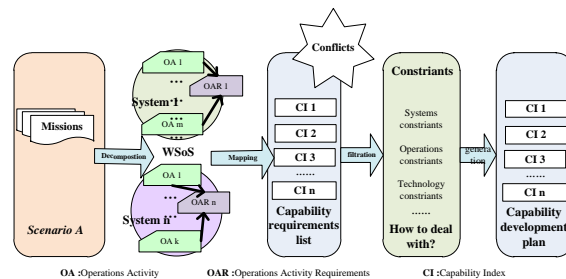 Missions
Scenario A
Decompostion
OA 1
...
OAR 1
System 1
...
...
OA m
WSoS
OA 1
...
OAR n
System n
...
OA k
Mapping
Conflicts
CI 1
CI 2
CI 3
......
CI n
Capability
requirements
list
filtration
Constriants
Systems
constraints
Operations
constraints
Technology
constraints
......
How to deal
with?
genera
tion
CI 1
CI 2
CI 3
......
CI n
Capability
development
plan
OA :Operations Activity OAR :Operations Activity Requirements CI :Capability Index